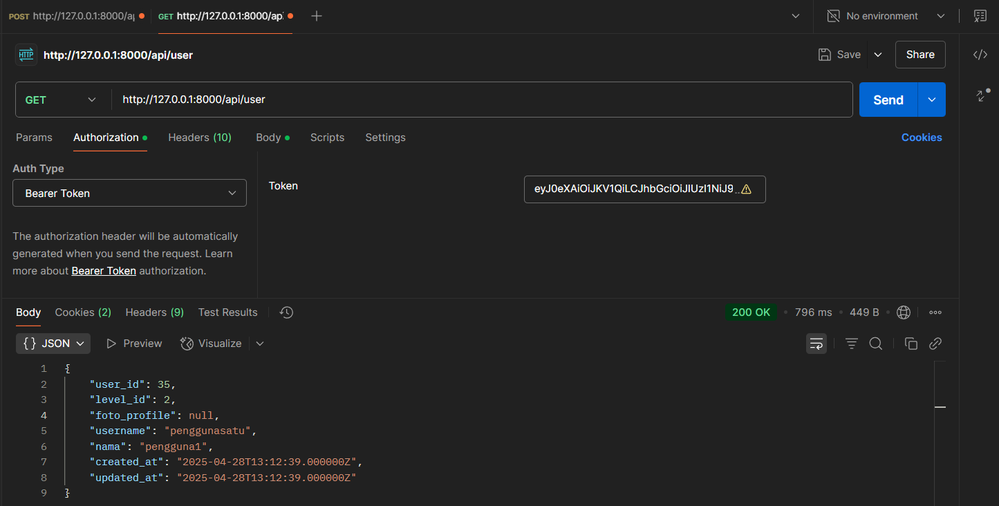 POST http://127.0.0.1:8000/ap GET http://127.0.0.1:8000/api No environment
HTTP http://127.0.0.1:8000/api/user Save Share
GET http://127.0.0.1:8000/api/user Send
Params Authorization Headers (10) Body Scripts Settings Cookies
Auth Type
Bearer Token
Token eyJ0eXAiOiJKV1QiLCJhbGciOiJIUzI1NiJ9...
The authorization header will be automatically
generated when you send the request. Learn
more about Bearer Token authorization.
Body Cookies (2) Headers (9) Test Results 200 OK • 796 ms • 449 B
{} JSON Preview Visualize
1 {
2 "user_id": 35,
3 "level_id": 2,
4 "foto_profile": null,
5 "username": "penggunasatu",
6 "nama": "pengguna1",
7 "created_at": "2025-04-28T13:12:39.000000Z",
8 "updated_at": "2025-04-28T13:12:39.000000Z"
9 }